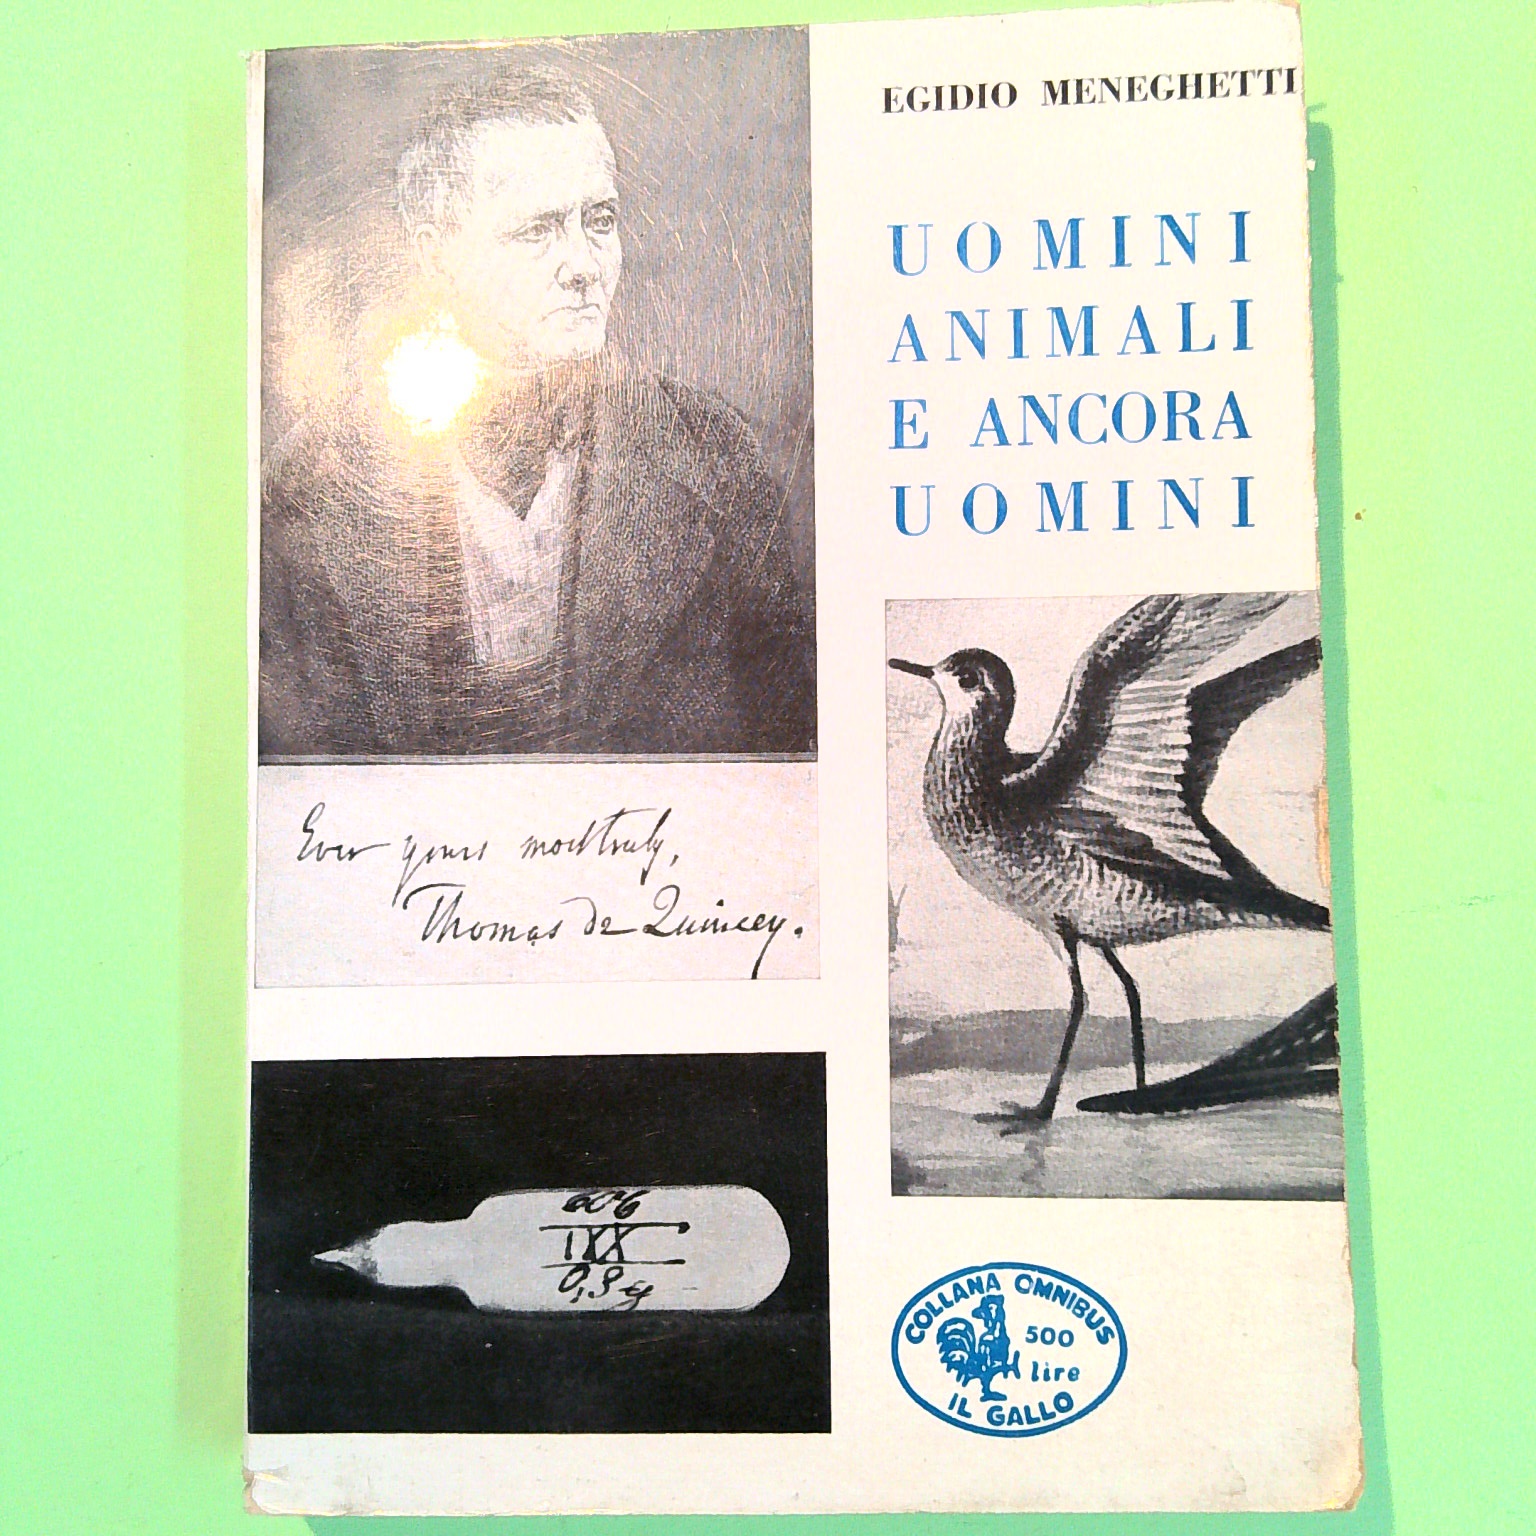 EGIDIO MENEGHETTI
UOMINI
ANIMALI
E ANCORA
UOMINI
Ever yours most truly,
Thomas de Quincey.
606
0,3 g
COLLANA OMNIBUS
500
lire
IL GALLO